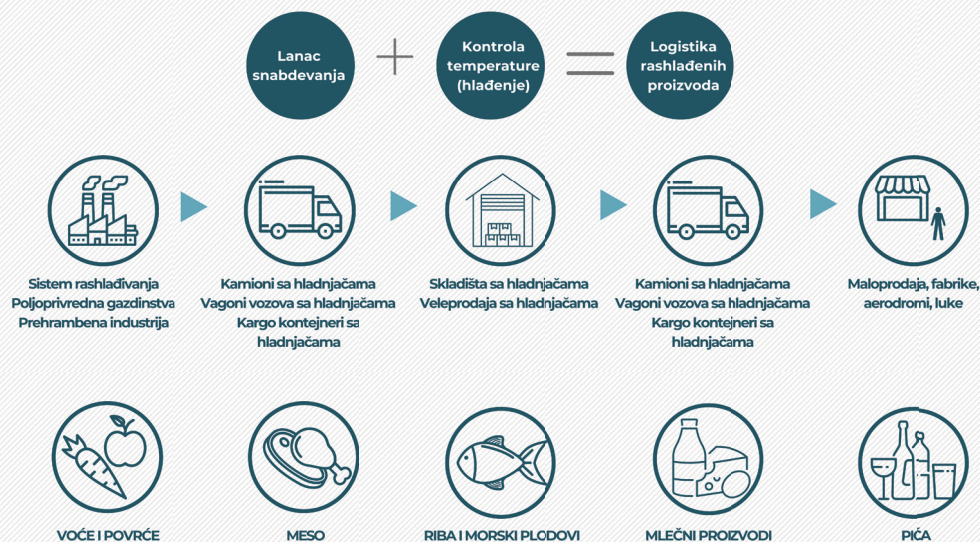 Lanac
snabdevanja
+
Kontrola
temperature
(hlađenje)
=
Logistika
rashlađenih
proizvoda
Sistem rashlađivanja
Poljoprivredna gazdinstva
Prehrambena industrija
Kamioni sa hladnjačama
Vagoni vozova sa hladnjačama
Kargo kontejneri sa
hladnjačama
Skladišta sa hladnjačama
Veleprodaja sa hladnjačama
Kamioni sa hladnjačama
Vagoni vozova sa hladnjačama
Kargo kontejneri sa
hladnjačama
Maloprodaja, fabrike,
aerodromi, luke
VOĆE I POVRĆE
MESO
RIBA I MORSKI PLODOVI
MLEČNI PROIZVODI
PIĆA